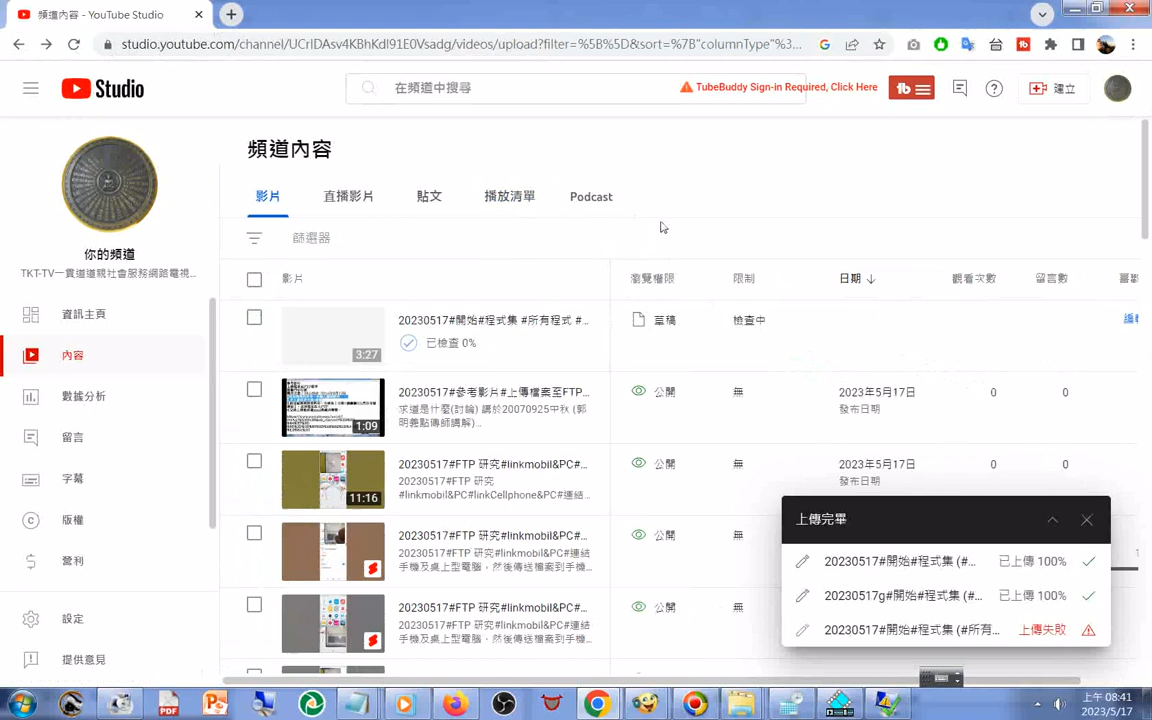 頻道內容 - YouTube Studio
studio.youtube.com/channel/UCrIDAsv4KBhKdl91E0Vsadg/videos/upload?filter=%5B%5D&sort=%7B"columnType"%3...
Studio
在頻道中搜尋
TubeBuddy Sign-in Required, Click Here
tb
建立
你的頻道
TKT-TV一貫道道親社會服務網路電視...
資訊主頁
內容
數據分析
留言
字幕
版權
營利
設定
提供意見
頻道內容
影片 直播影片 貼文 播放清單 Podcast
篩選器
影片 瀏覽權限 限制 日期 觀看次數 留言數
3:27
20230517#開始#程式集 #所有程式 #...
已檢查 0%
草稿 檢查中
1:09
20230517#參考影片#上傳檔案至FTP...
求道是什麼(討論) 講於20070925中秋 (郭
明義點傳師講解)...
公開 無 2023年5月17日 0 0
發布日期
11:16
20230517#FTP 研究#linkmobil&PC#...
20230517#FTP 研究
#linkmobil&PC#linkCellphone&PC#連結...
公開 無 2023年5月17日 0 0
發布日期
20230517#FTP 研究#linkmobil&PC#...
20230517#FTP 研究#linkmobil&PC#連結
手機及桌上型電腦，然後傳送檔案到手機...
公開 無
20230517#FTP 研究#linkmobil&PC#...
20230517#FTP 研究#linkmobil&PC#連結
手機及桌上型電腦，然後傳送檔案到手機...
公開 無
上傳完畢
20230517#開始#程式集 (#... 已上傳 100%
20230517g#開始#程式集 (#... 已上傳 100%
20230517#開始#程式集 (#所有... 上傳失敗
上午 08:41
2023/5/17